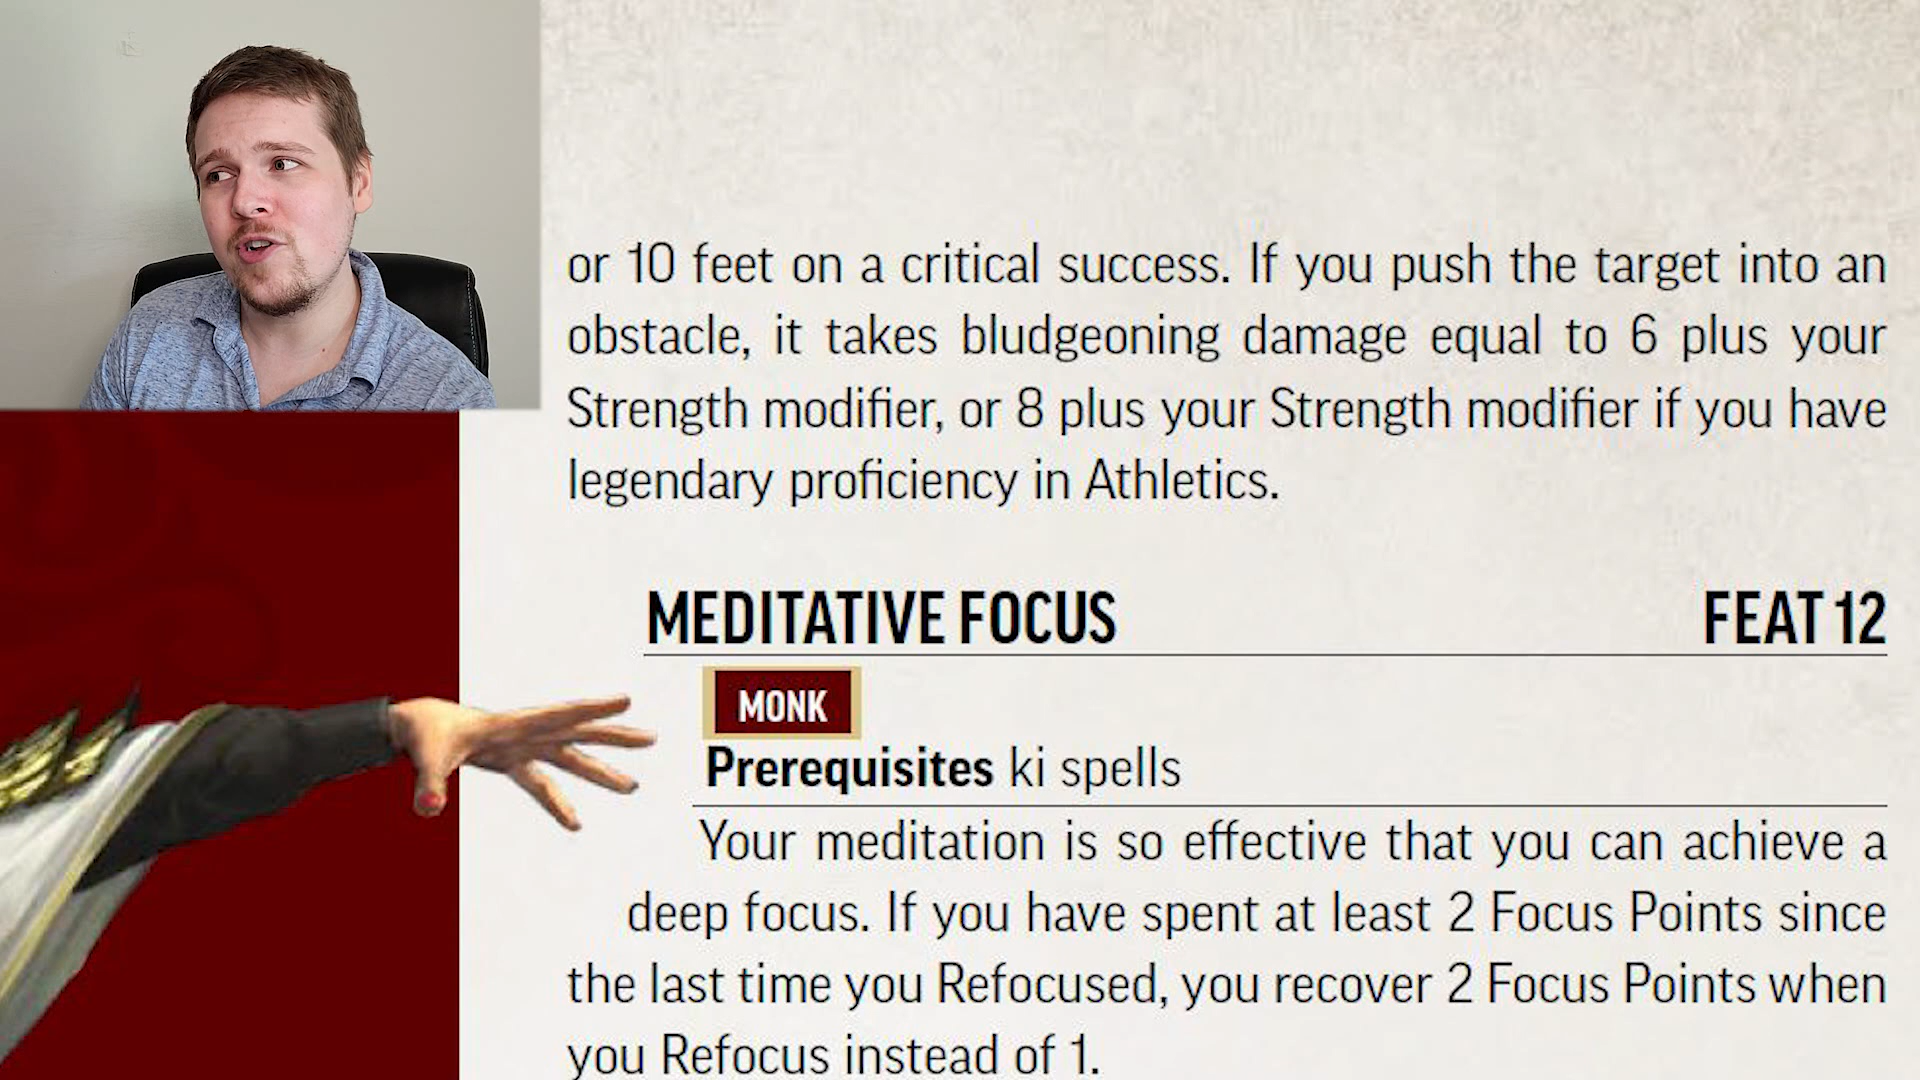 or 10 feet on a critical success. If you push the target into an
obstacle, it takes bludgeoning damage equal to 6 plus your
Strength modifier, or 8 plus your Strength modifier if you have
legendary proficiency in Athletics.
MEDITATIVE FOCUS FEAT 12
MONK
Prerequisites ki spells
Your meditation is so effective that you can achieve a
deep focus. If you have spent at least 2 Focus Points since
the last time you Refocused, you recover 2 Focus Points when
you Refocus instead of 1.